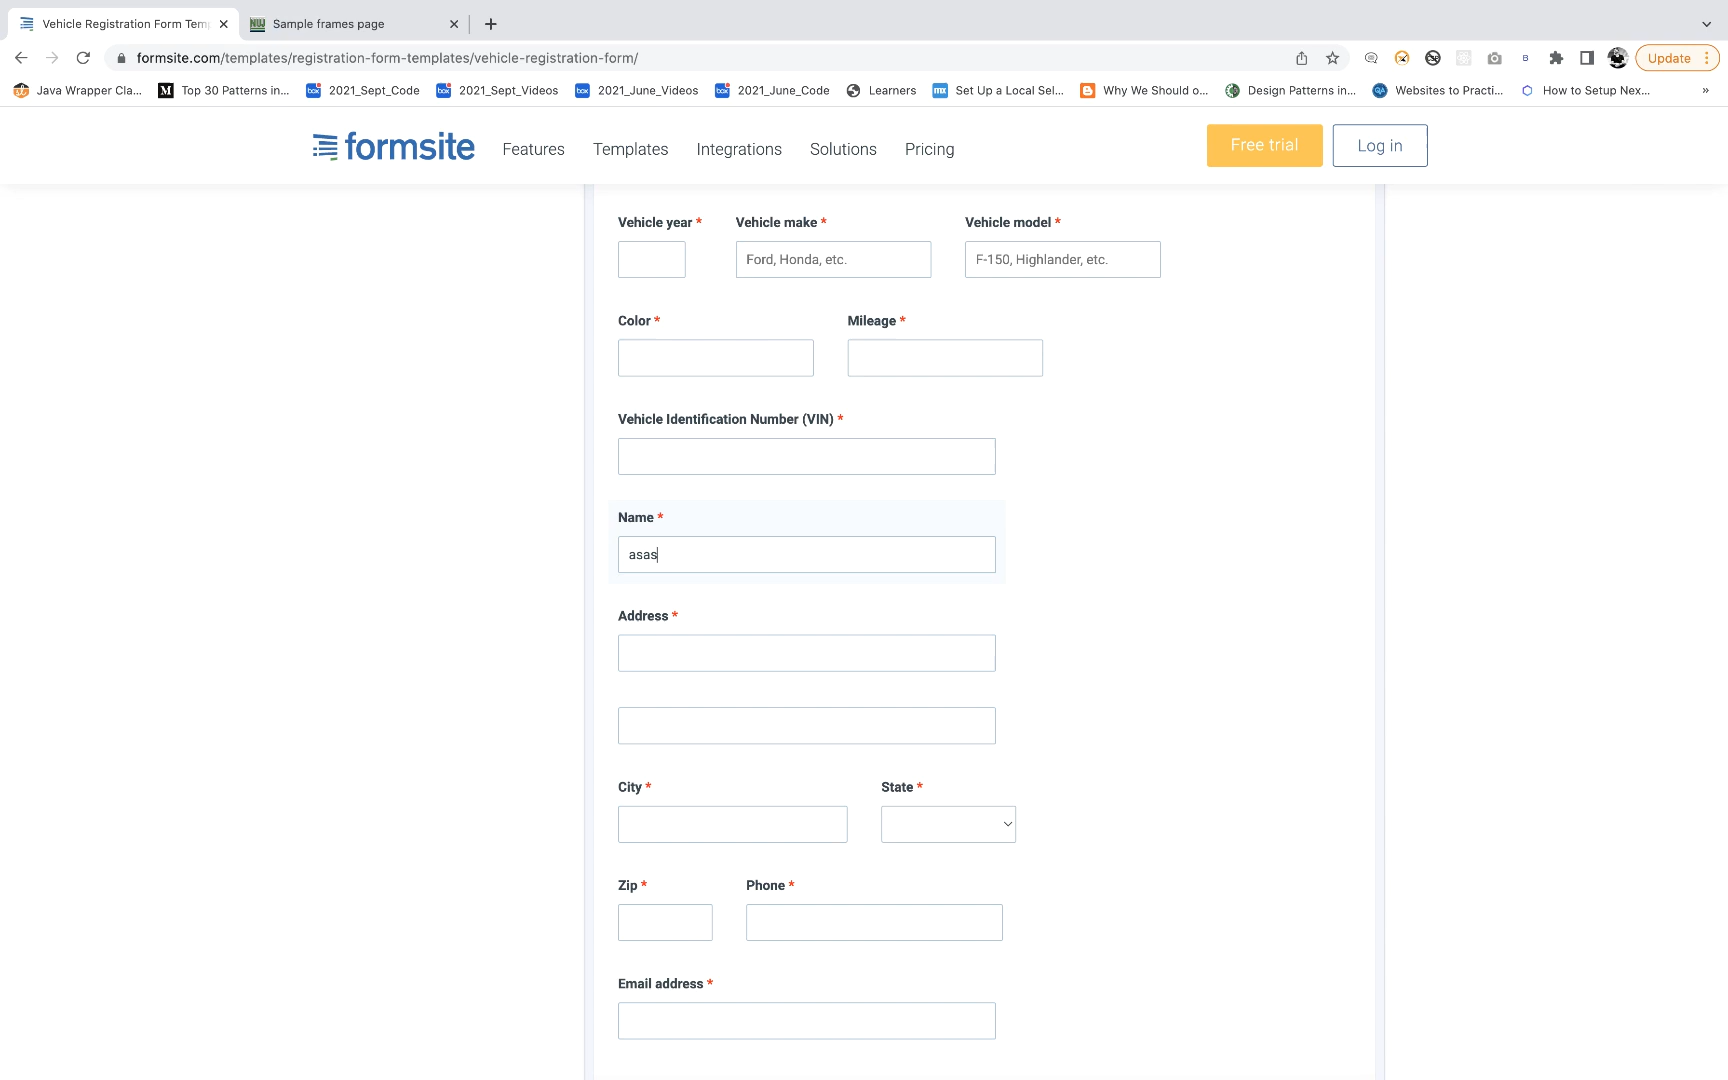 Vehicle Registration Form Temp
Sample frames page
formsite.com/templates/registration-form-templates/vehicle-registration-form/
Update
Java Wrapper Cla...
Top 30 Patterns in...
2021_Sept_Code
2021_Sept_Videos
2021_June_Videos
2021_June_Code
Learners
Set Up a Local Sel...
Why We Should o...
Design Patterns in...
Websites to Practi...
How to Setup Nex...
»
formsite
Features
Templates
Integrations
Solutions
Pricing
Free trial
Log in
Vehicle year *
Vehicle make *
Vehicle model *
Ford, Honda, etc.
F-150, Highlander, etc.
Color *
Mileage *
Vehicle Identification Number (VIN) *
Name *
asas
Address *
City *
State *
Zip *
Phone *
Email address *